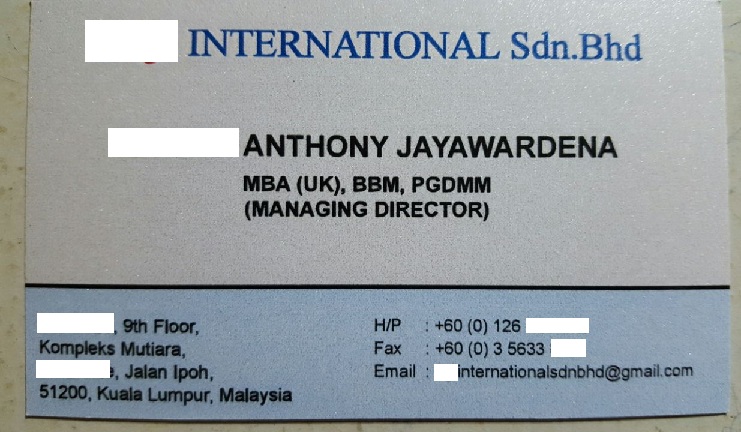 INTERNATIONAL Sdn.Bhd
ANTHONY JAYAWARDENA
MBA (UK), BBM, PGDMM
(MANAGING DIRECTOR)
, 9th Floor,
Kompleks Mutiara,
, Jalan Ipoh,
51200, Kuala Lumpur, Malaysia
H/P : +60 (0) 126
Fax : +60 (0) 3 5633
Email : internationalsdnbhd@gmail.com